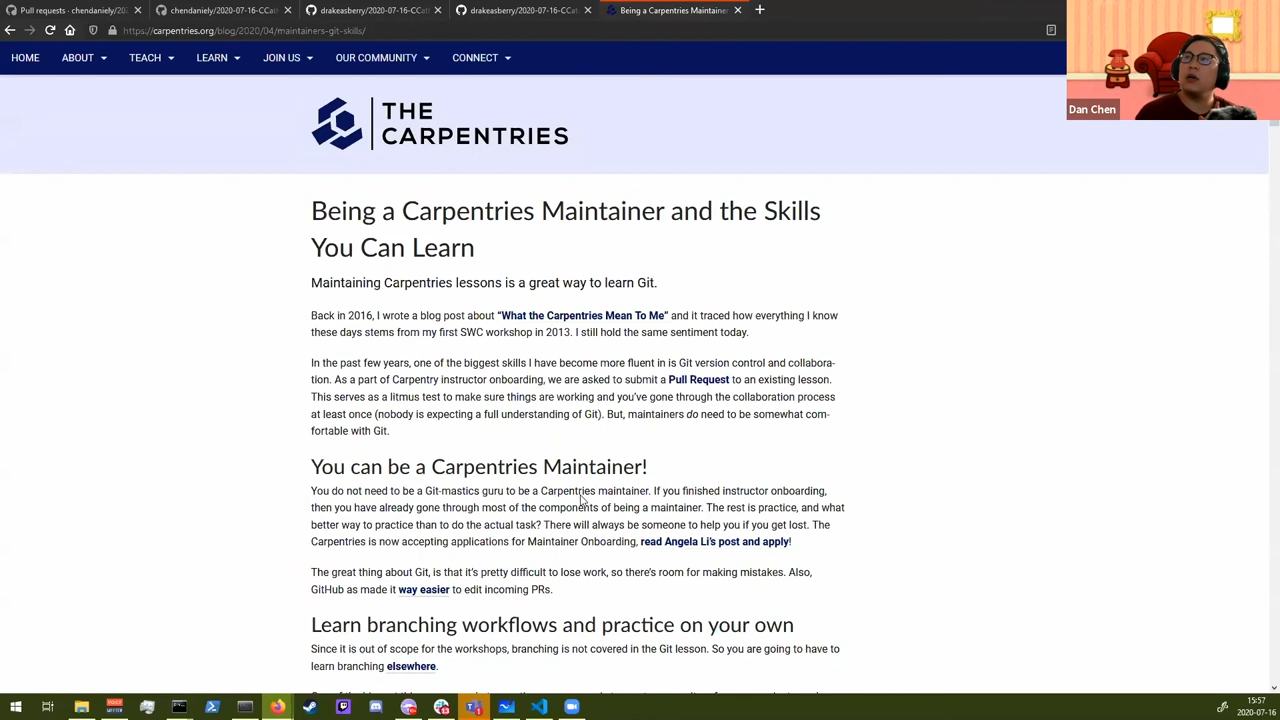 Pull requests · chendaniely/202
chendaniely/2020-07-16-CCat
drakeasberry/2020-07-16-CCatH
drakeasberry/2020-07-16-CCat
Being a Carpentries Maintainer
https://carpentries.org/blog/2020/04/maintainers-git-skills/
HOME ABOUT TEACH LEARN JOIN US OUR COMMUNITY CONNECT
Dan Chen
THE
CARPENTRIES
Being a Carpentries Maintainer and the Skills
You Can Learn
Maintaining Carpentries lessons is a great way to learn Git.
Back in 2016, I wrote a blog post about “What the Carpentries Mean To Me” and it traced how everything I know
these days stems from my first SWC workshop in 2013. I still hold the same sentiment today.
In the past few years, one of the biggest skills I have become more fluent in is Git version control and collabora-
tion. As a part of Carpentry instructor onboarding, we are asked to submit a Pull Request to an existing lesson.
This serves as a litmus test to make sure things are working and you’ve gone through the collaboration process
at least once (nobody is expecting a full understanding of Git). But, maintainers do need to be somewhat com-
fortable with Git.
You can be a Carpentries Maintainer!
You do not need to be a Git-mastics guru to be a Carpentries maintainer. If you finished instructor onboarding,
then you have already gone through most of the components of being a maintainer. The rest is practice, and what
better way to practice than to do the actual task? There will always be someone to help you if you get lost. The
Carpentries is now accepting applications for Maintainer Onboarding, read Angela Li’s post and apply!
The great thing about Git, is that it’s pretty difficult to lose work, so there’s room for making mistakes. Also,
GitHub as made it way easier to edit incoming PRs.
Learn branching workflows and practice on your own
Since it is out of scope for the workshops, branching is not covered in the Git lesson. So you are going to have to
learn branching elsewhere.
15:57
2020-07-16